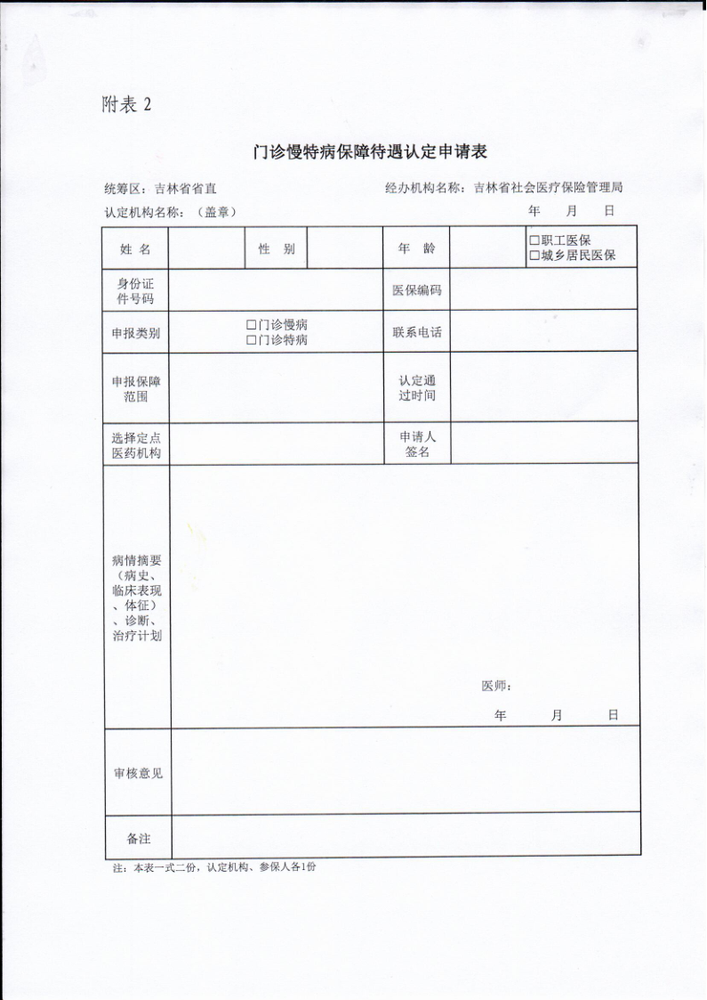 附表 2
门诊慢特病保障待遇认定申请表
统筹区：吉林省省直 经办机构名称：吉林省社会医疗保险管理局
认定机构名称：（盖章） 年 月 日
姓 名 性 别 年 龄 □职工医保
□城乡居民医保
身份证
件号码
医保编码
申报类别
□门诊慢病
□门诊特病
联系电话
申报保障
范围
认定通
过时间
选择定点
医药机构
申请人
签名
病情摘要
（病史、
临床表现
、体征）
、诊断、
治疗计划
医师：
年 月 日
审核意见
备注
注：本表一式二份，认定机构、参保人各1份